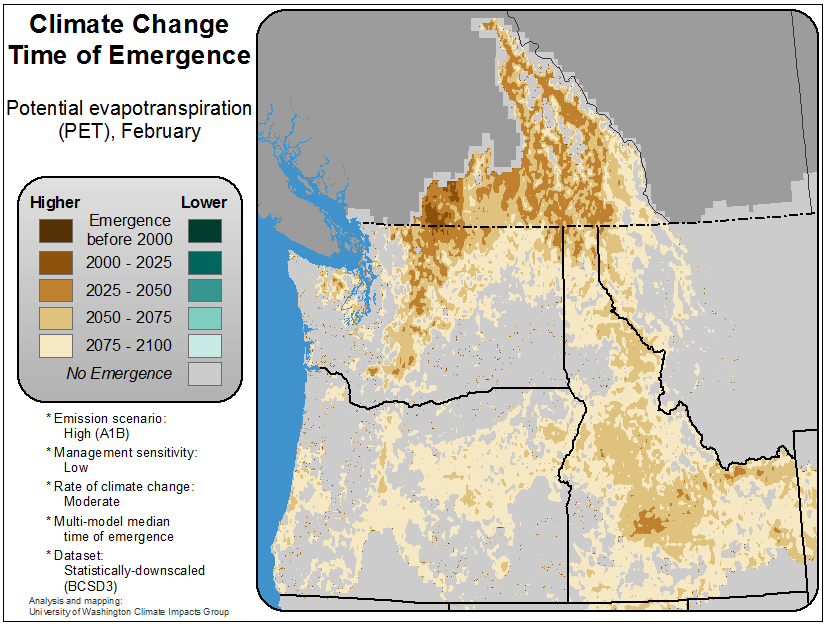 Climate Change
Time of Emergence
Potential evapotranspiration
(PET), February
Higher Lower
Emergence
before 2000
2000 - 2025
2025 - 2050
2050 - 2075
2075 - 2100
No Emergence
* Emission scenario:
High (A1B)
* Management sensitivity:
Low
* Rate of climate change:
Moderate
* Multi-model median
time of emergence
* Dataset:
Statistically-downscaled
(BCSD3)
Analysis and mapping:
University of Washington Climate Impacts Group